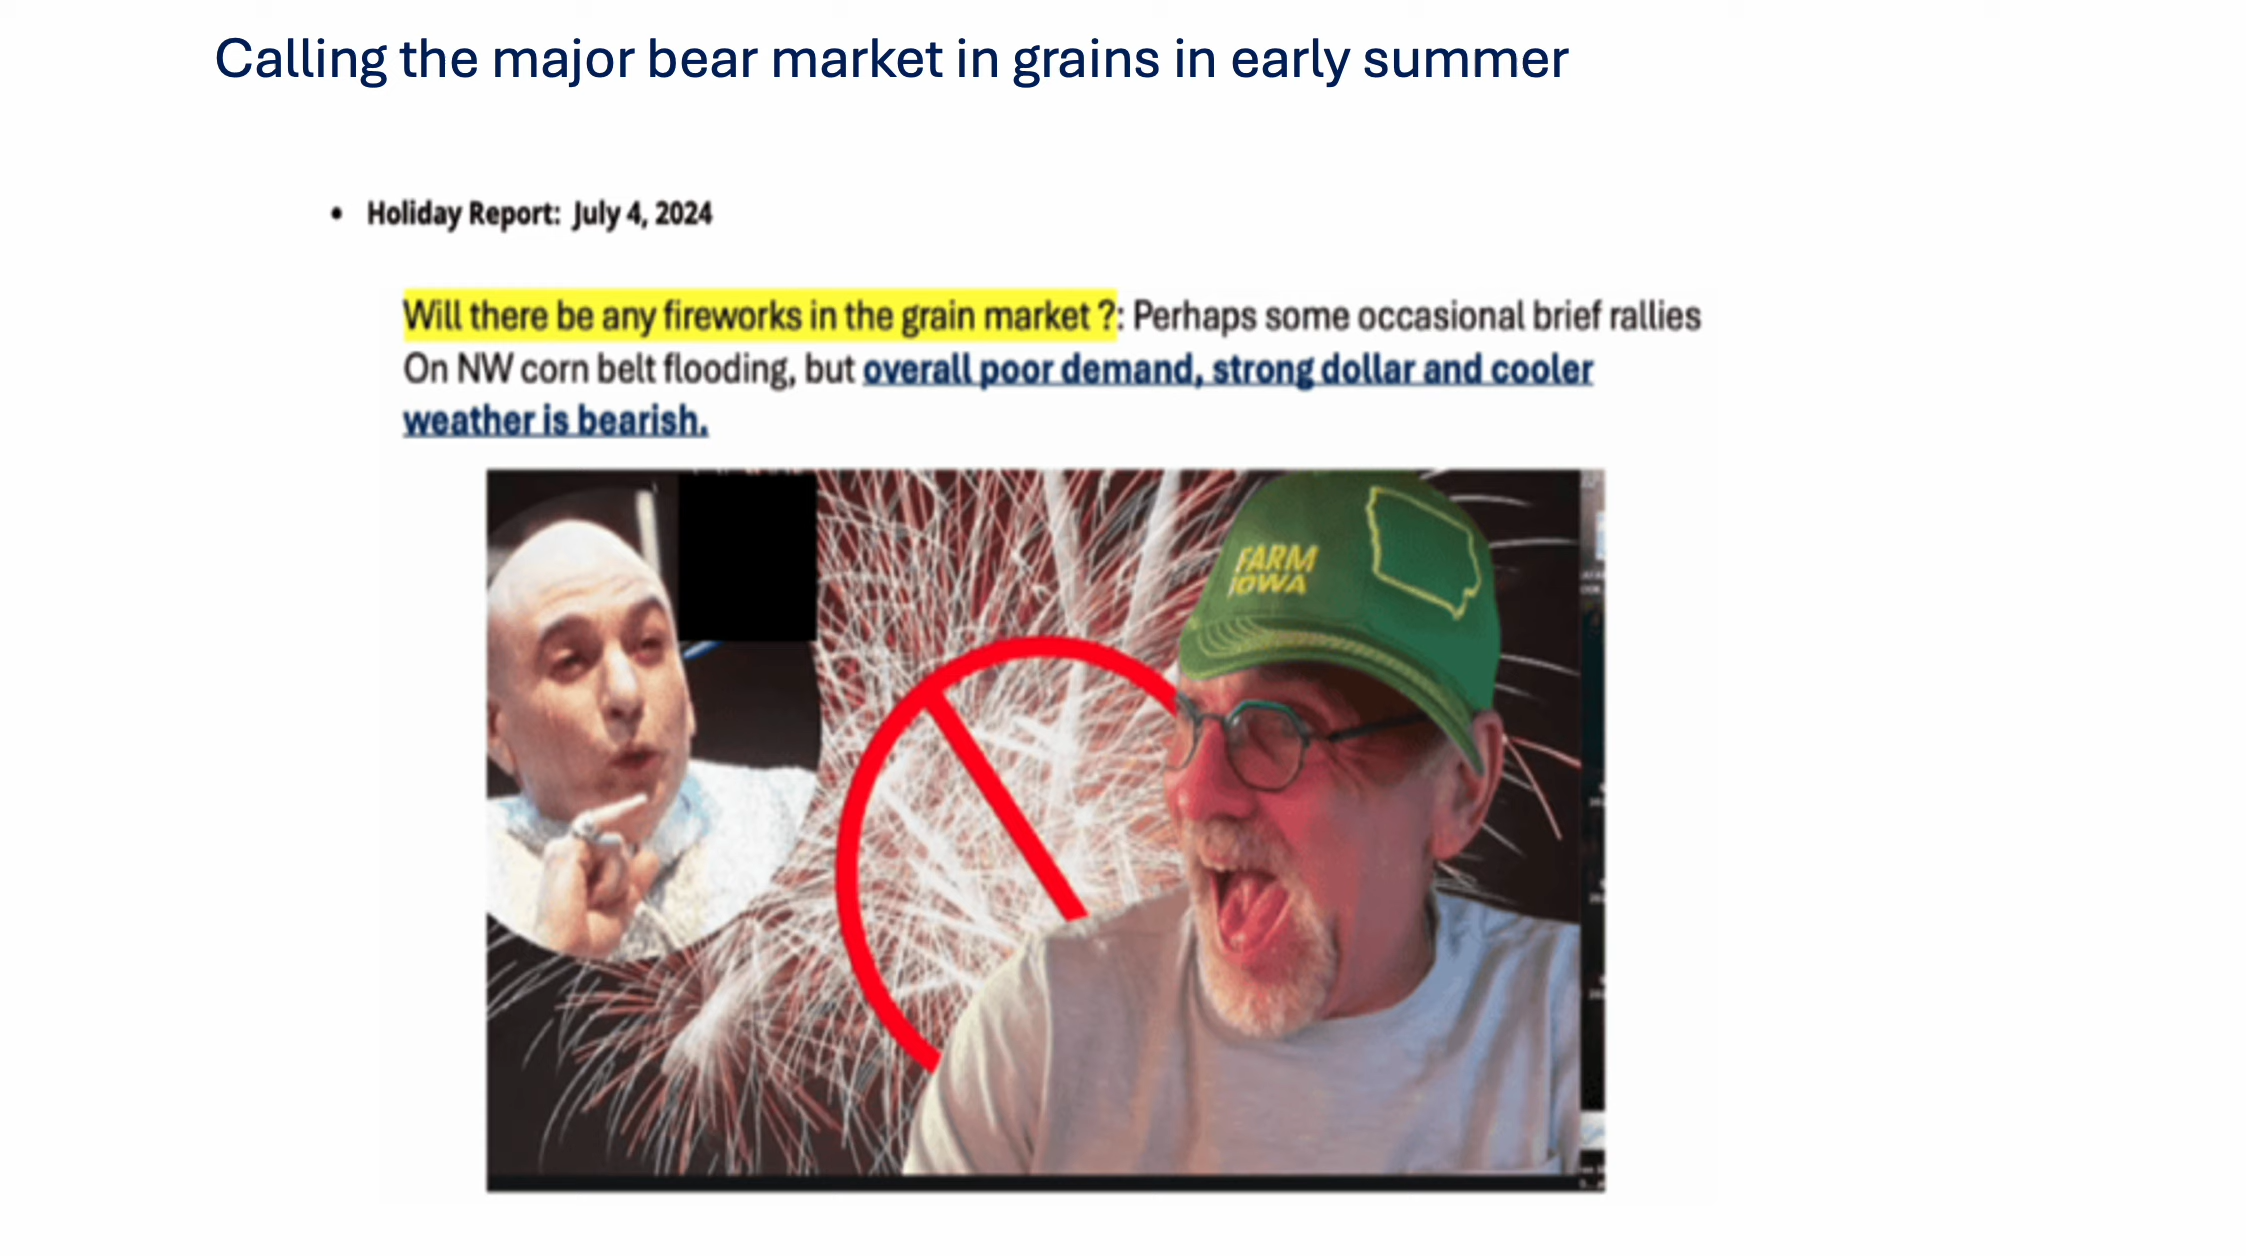 Calling the major bear market in grains in early summer
• Holiday Report: July 4, 2024
Will there be any fireworks in the grain market ?: Perhaps some occasional brief rallies
On NW corn belt flooding, but overall poor demand, strong dollar and cooler
weather is bearish.
FARM
IOWA